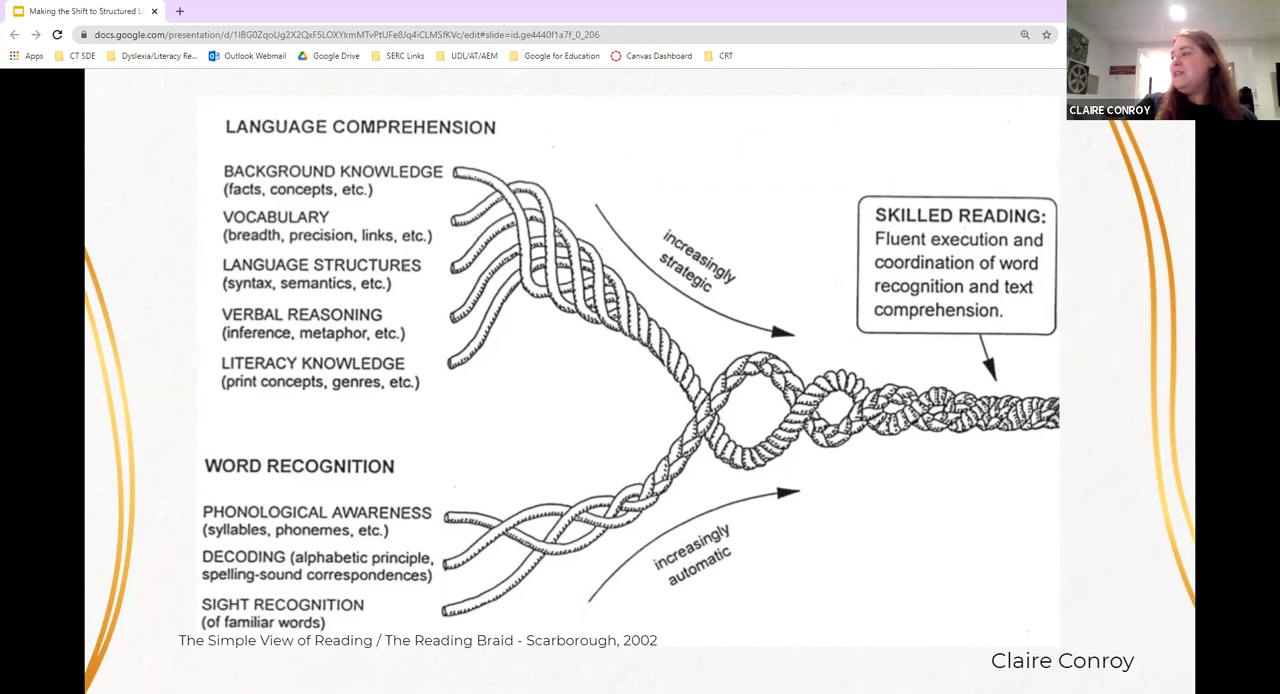 Making the Shift to Structured Li
docs.google.com/presentation/d/1IBG0ZqoUg2X2QxF5LOXYkmMTvPtUFe8Jq4iCLMSfKVc/edit#slide=id.ge4440f1a7f_0_206
Apps CT SDE Dyslexia/Literacy Re... Outlook Webmail Google Drive SERC Links UDL/AT/AEM Google for Education Canvas Dashboard CRT
CLAIRE CONROY
LANGUAGE COMPREHENSION
BACKGROUND KNOWLEDGE
(facts, concepts, etc.)
VOCABULARY
(breadth, precision, links, etc.)
LANGUAGE STRUCTURES
(syntax, semantics, etc.)
VERBAL REASONING
(inference, metaphor, etc.)
LITERACY KNOWLEDGE
(print concepts, genres, etc.)
increasingly
strategic
SKILLED READING:
Fluent execution and
coordination of word
recognition and text
comprehension.
WORD RECOGNITION
PHONOLOGICAL AWARENESS
(syllables, phonemes, etc.)
DECODING (alphabetic principle,
spelling-sound correspondences)
SIGHT RECOGNITION
(of familiar words)
increasingly
automatic
The Simple View of Reading / The Reading Braid - Scarborough, 2002
Claire Conroy